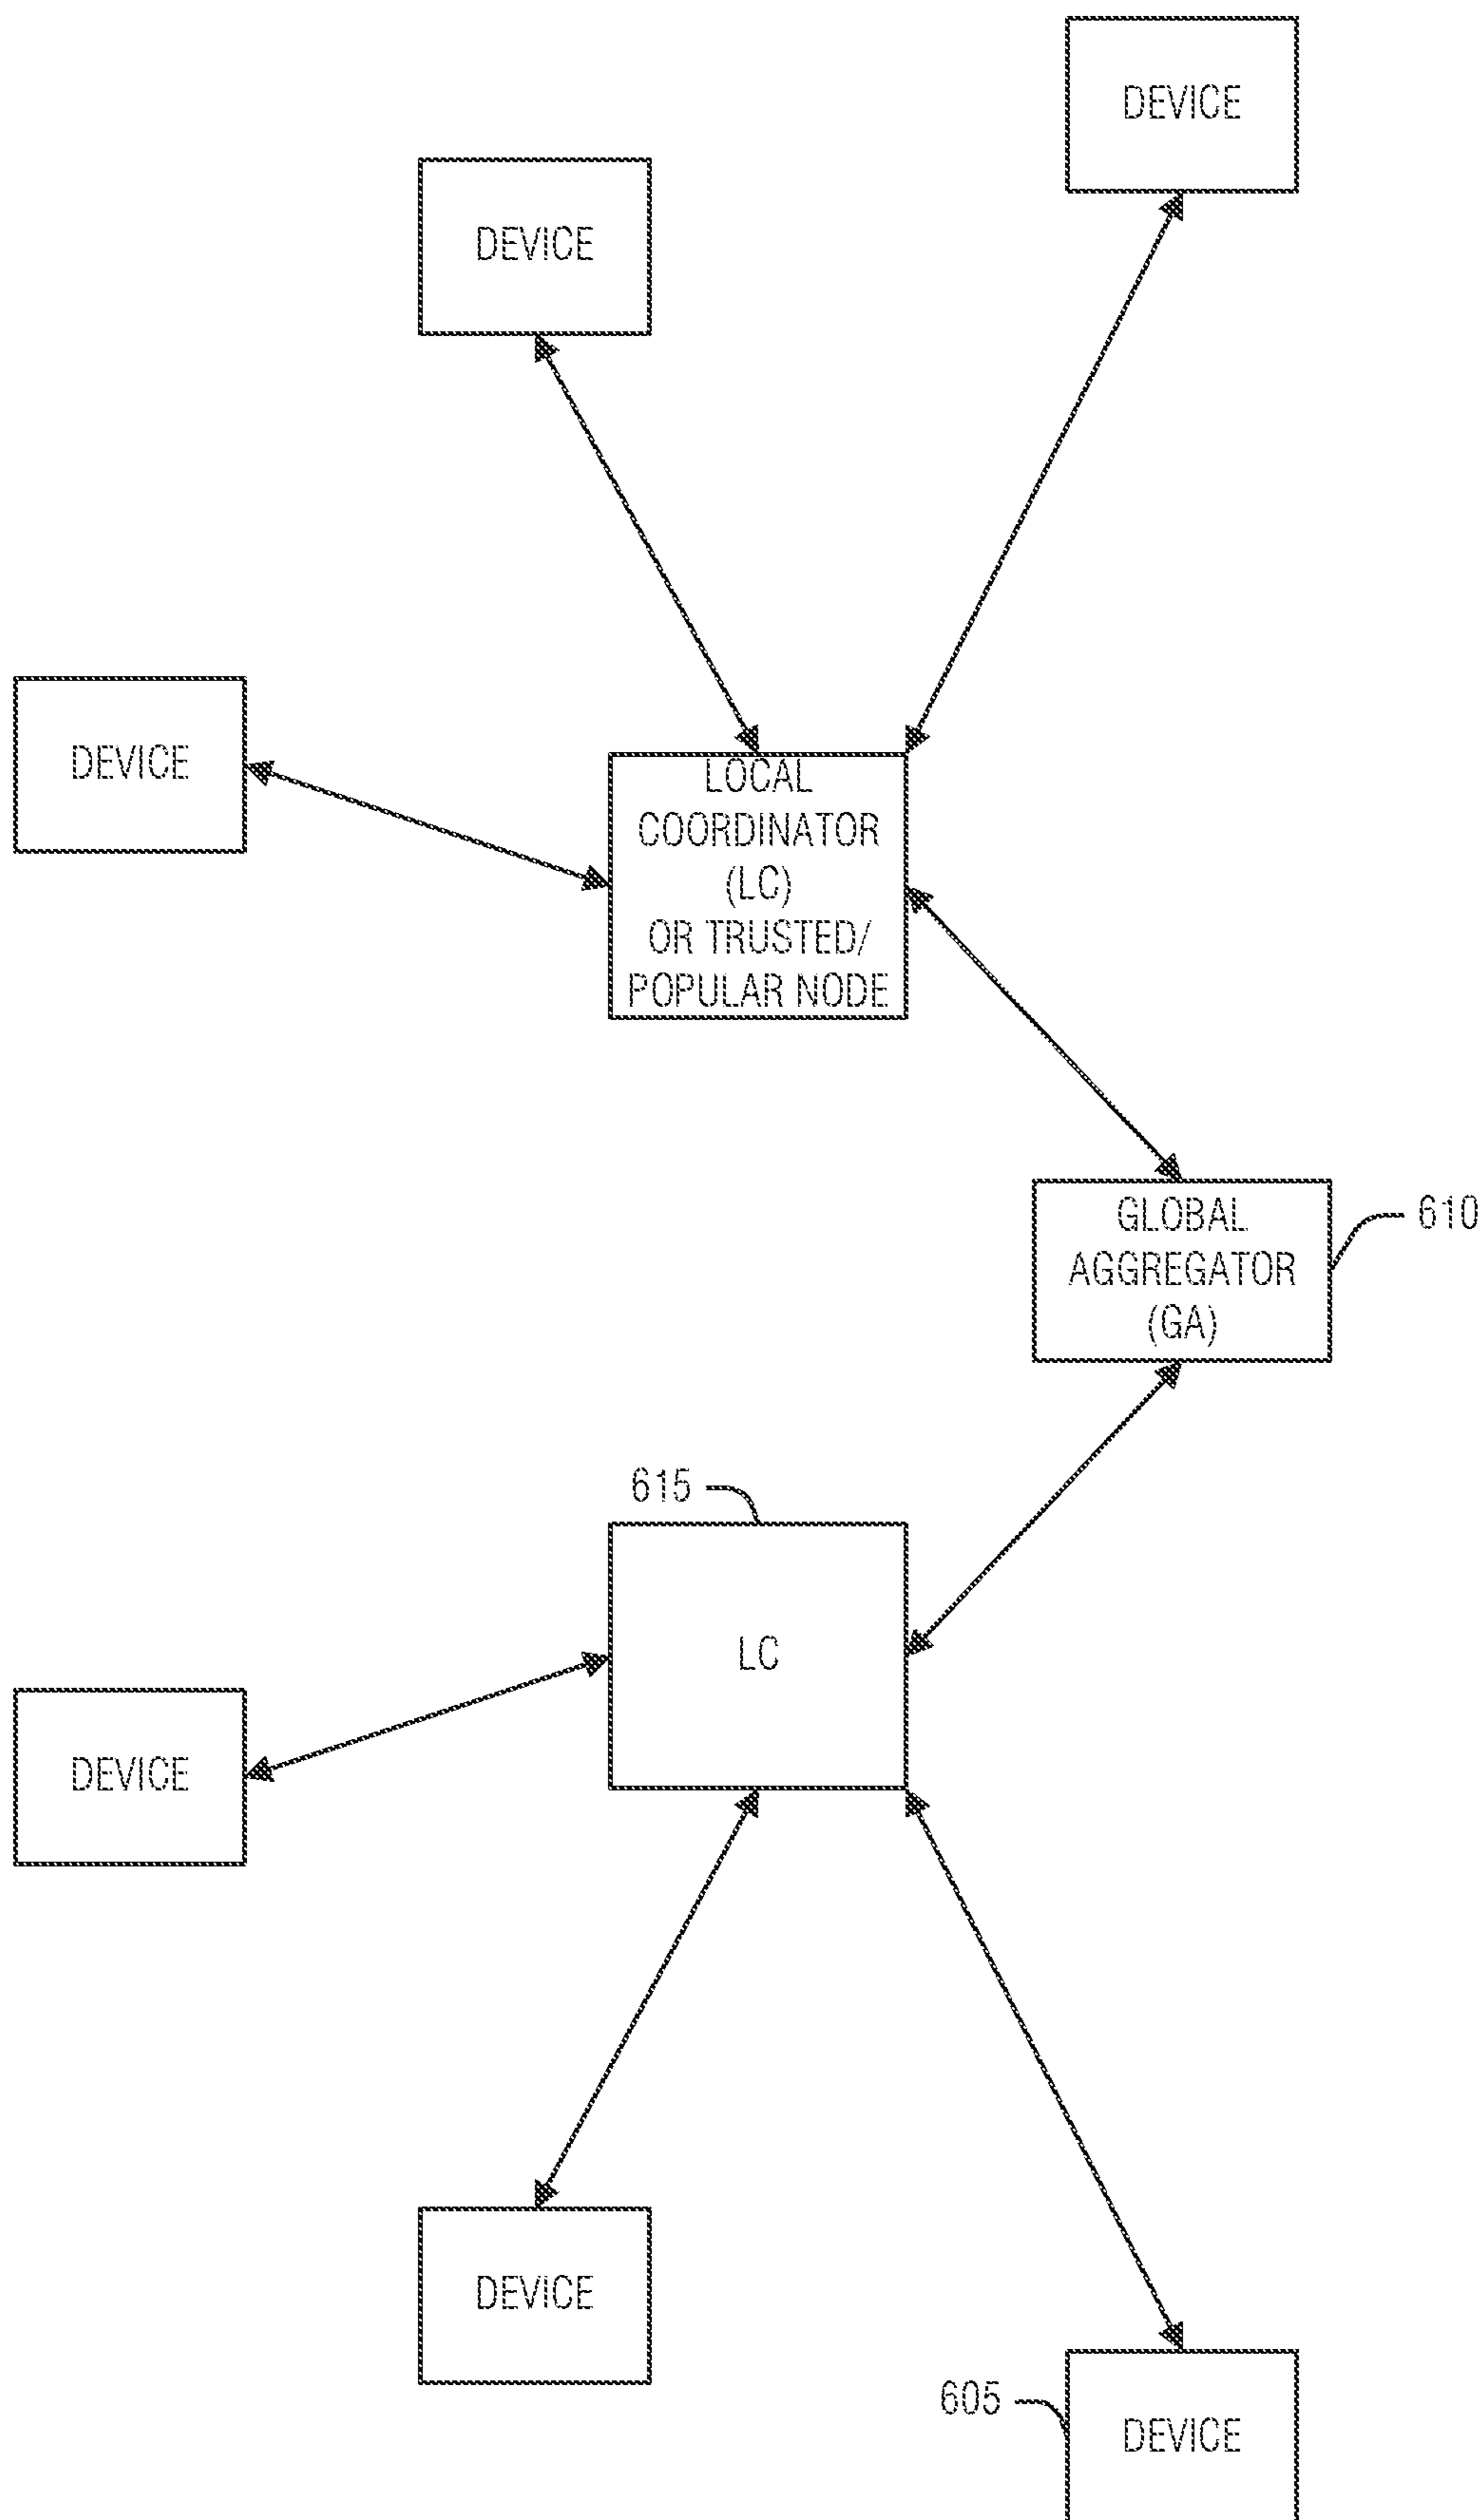 DEVICE
DEVICE
DEVICE
LOCAL
COORDINATOR
(LC)
OR TRUSTED/
POPULAR NODE
GLOBAL
AGGREGATOR
(GA)
610
615
LC
DEVICE
DEVICE
605
DEVICE